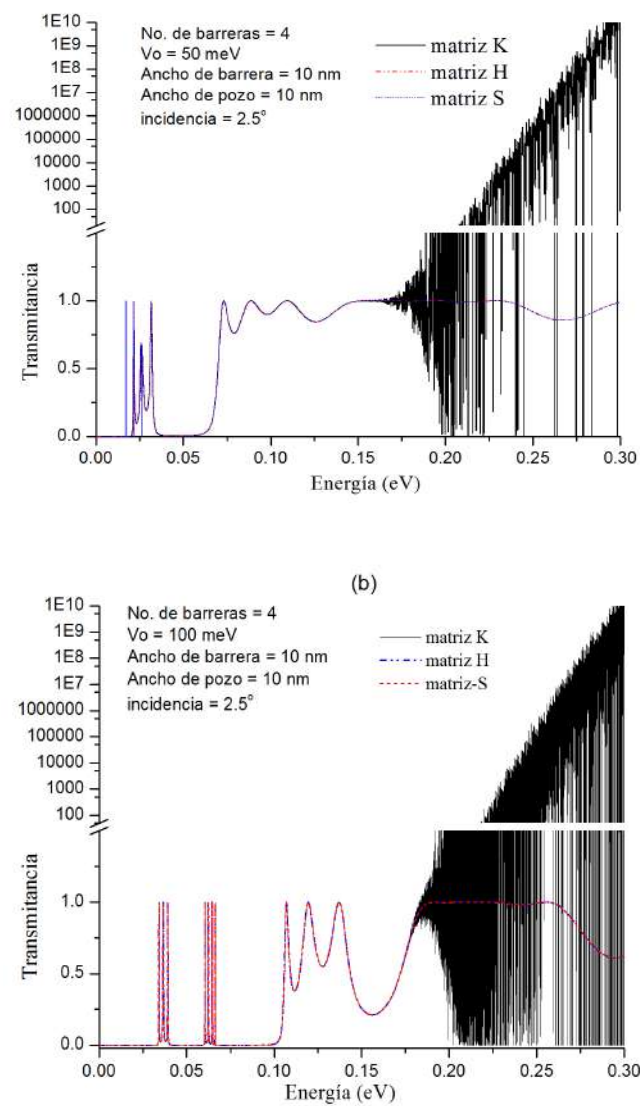 1E10
1E9
1E8
1E7
1000000
100000
10000
1000
100
1.0
0.5
0.0
Transmitancia
No. de barreras = 4
Vo = 50 meV
Ancho de barrera = 10 nm
Ancho de pozo = 10 nm
incidencia = 2.5°
matriz K
matriz H
matriz S
0.00 0.05 0.10 0.15 0.20 0.25 0.30
Energía (eV)
(b)
1E10
1E9
1E8
1E7
1000000
100000
10000
1000
100
1.0
0.5
0.0
Transmitancia
No. de barreras = 4
Vo = 100 meV
Ancho de barrera = 10 nm
Ancho de pozo = 10 nm
incidencia = 2.5°
matriz K
matriz H
matriz-S
0.00 0.05 0.10 0.15 0.20 0.25 0.30
Energía (eV)